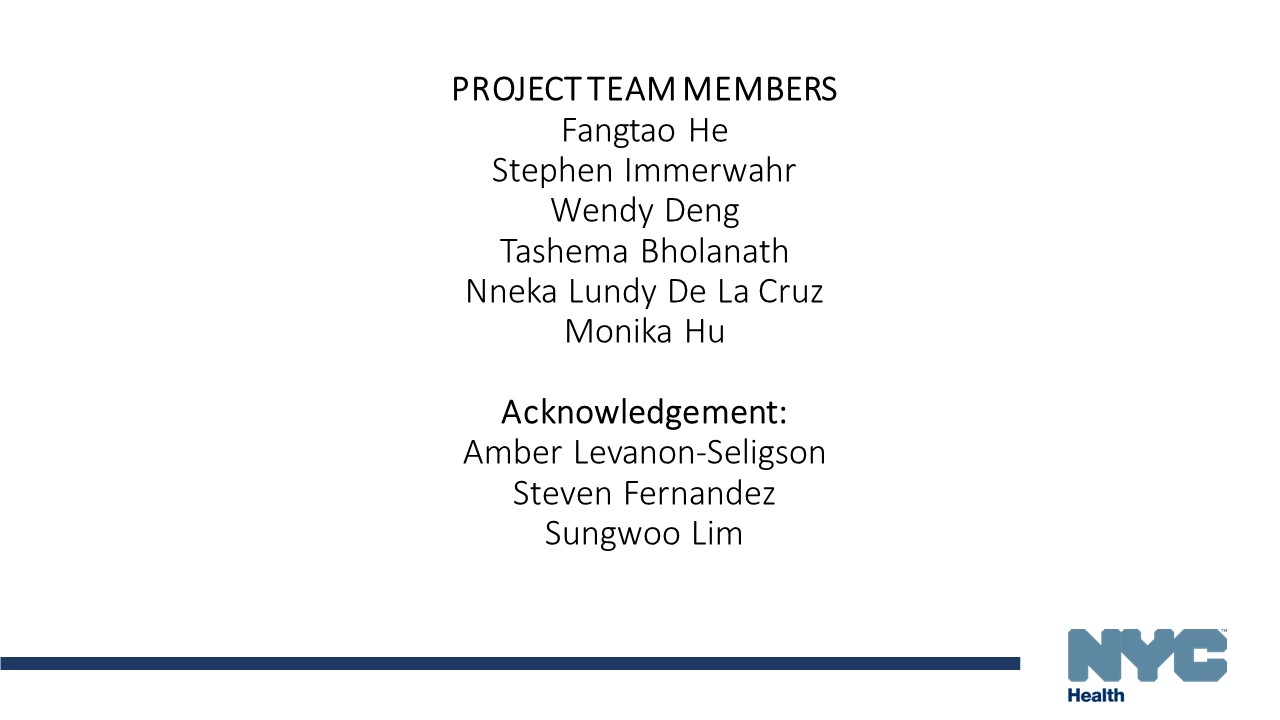 PROJECT TEAM MEMBERS
Fangtao He
Stephen Immerwahr
Wendy Deng
Tashema Bholanath
Nneka Lundy De La Cruz
Monika Hu
Acknowledgement:
Amber Levanon-Seligson
Steven Fernandez
Sungwoo Lim
NYC™
Health